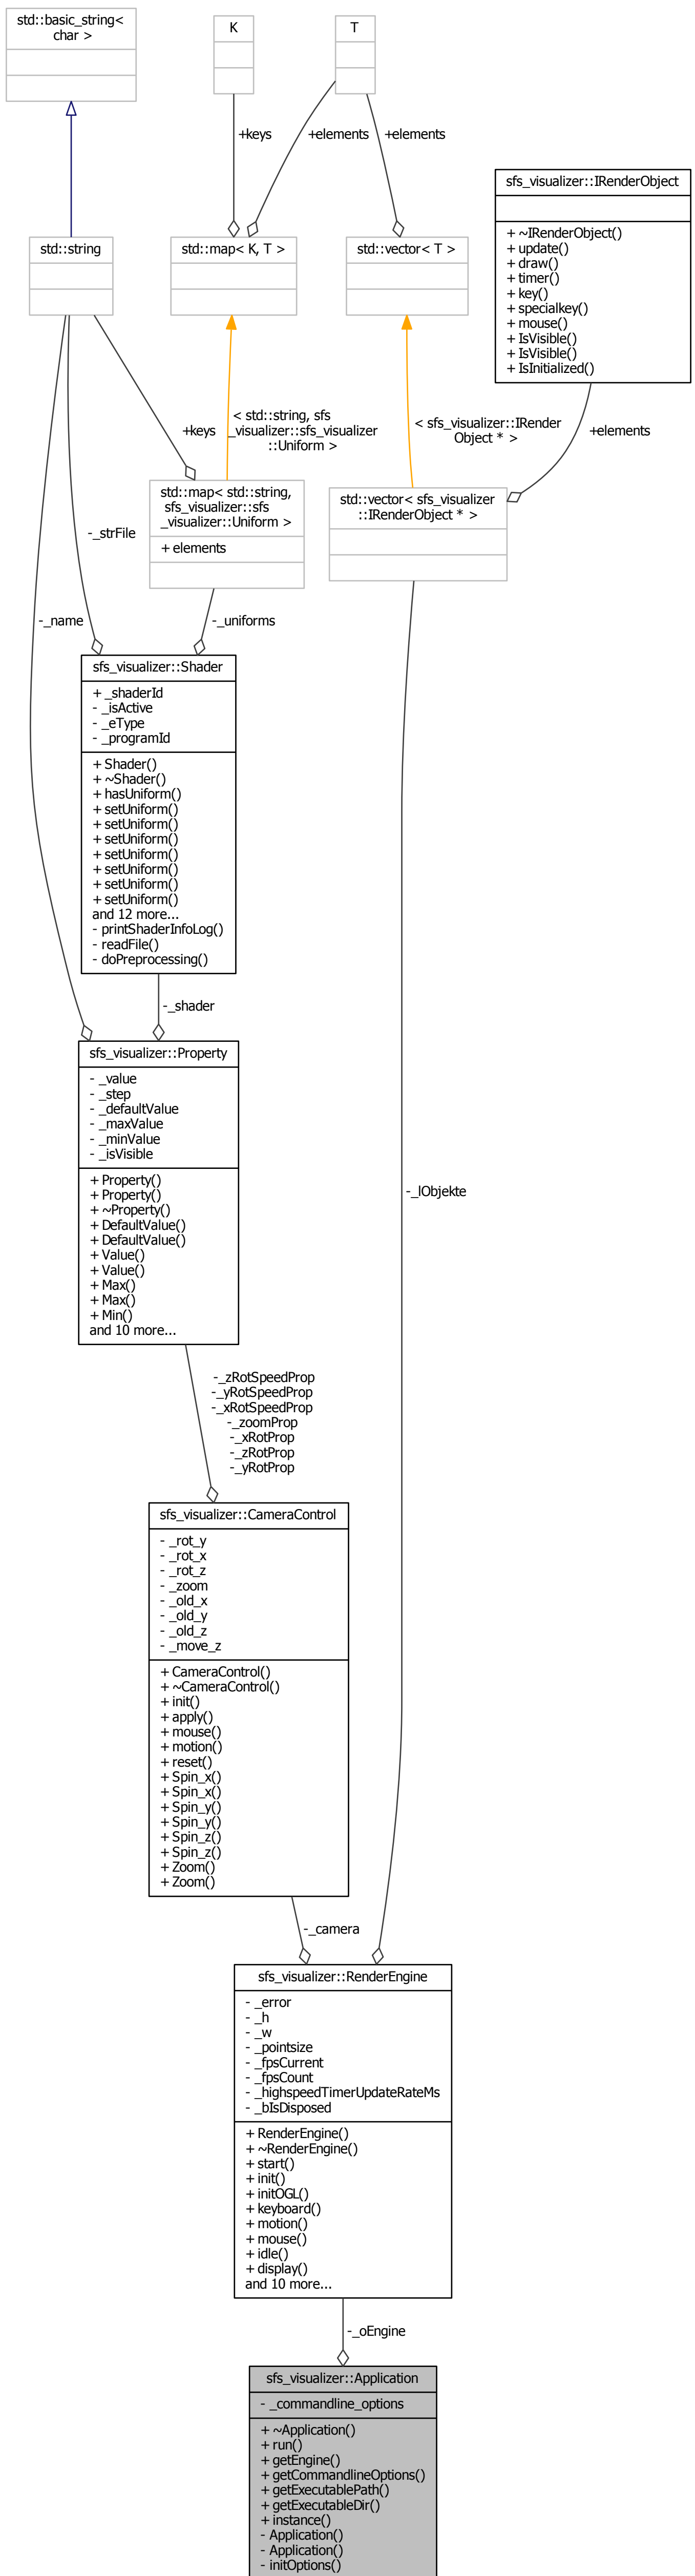 std::basic_string<
char >
K
T
+keys
+elements
+elements
sfs_visualizer::IRenderObject
+ ~IRenderObject()
+ update()
+ draw()
+ timer()
+ key()
+ specialkey()
+ mouse()
+ IsVisible()
+ IsVisible()
+ IsInitialized()
std::string
std::map< K, T >
std::vector< T >
+keys
< std::string, sfs
_visualizer::sfs_visualizer
::Uniform >
< sfs_visualizer::IRender
Object * >
+elements
std::map< std::string,
sfs_visualizer::sfs
_visualizer::Uniform >
+ elements
std::vector< sfs_visualizer
::IRenderObject * >
-_strFile
-_name
-_uniforms
sfs_visualizer::Shader
+ _shaderId
- _isActive
- _eType
- _programId
+ Shader()
+ ~Shader()
+ hasUniform()
+ setUniform()
+ setUniform()
+ setUniform()
+ setUniform()
+ setUniform()
+ setUniform()
+ setUniform()
and 12 more...
- printShaderInfoLog()
- readFile()
- doPreprocessing()
-_shader
sfs_visualizer::Property
- _value
- _step
- _defaultValue
- _maxValue
- _minValue
- _isVisible
+ Property()
+ Property()
+ ~Property()
+ DefaultValue()
+ DefaultValue()
+ Value()
+ Value()
+ Max()
+ Max()
+ Min()
and 10 more...
-_lObjekte
-_zRotSpeedProp
-_yRotSpeedProp
-_xRotSpeedProp
-_zoomProp
-_xRotProp
-_zRotProp
-_yRotProp
sfs_visualizer::CameraControl
- _rot_y
- _rot_x
- _rot_z
- _zoom
- _old_x
- _old_y
- _old_z
- _move_z
+ CameraControl()
+ ~CameraControl()
+ init()
+ apply()
+ mouse()
+ motion()
+ reset()
+ Spin_x()
+ Spin_x()
+ Spin_y()
+ Spin_y()
+ Spin_z()
+ Spin_z()
+ Zoom()
+ Zoom()
-_camera
sfs_visualizer::RenderEngine
- _error
- _h
- _w
- _pointsize
- _fpsCurrent
- _fpsCount
- _highspeedTimerUpdateRateMs
- _bIsDisposed
+ RenderEngine()
+ ~RenderEngine()
+ start()
+ init()
+ initOGL()
+ keyboard()
+ motion()
+ mouse()
+ idle()
+ display()
and 10 more...
-_oEngine
sfs_visualizer::Application
- _commandline_options
+ ~Application()
+ run()
+ getEngine()
+ getCommandlineOptions()
+ getExecutablePath()
+ getExecutableDir()
+ instance()
- Application()
- Application()
- initOptions()